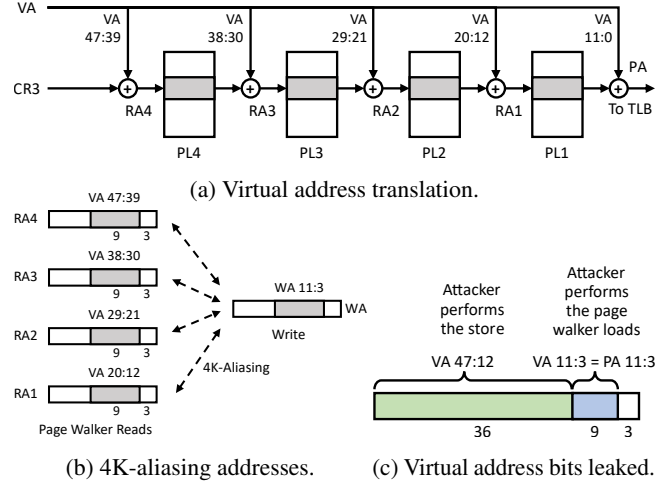 VA
VA 47:39
VA 38:30
VA 29:21
VA 20:12
VA 11:0
CR3
RA4
RA3
RA2
RA1
PA
To TLB
PL4
PL3
PL2
PL1
(a) Virtual address translation.
VA 47:39
RA4
9 3
VA 38:30
RA3
9 3
VA 29:21
RA2
9 3
VA 20:12
RA1
9 3
Page Walker Reads
WA 11:3
WA
Write
4K-Aliasing
(b) 4K-aliasing addresses.
Attacker
performs
the store
Attacker
performs
the page
walker loads
VA 47:12
VA 11:3 = PA 11:3
36 9 3
(c) Virtual address bits leaked.